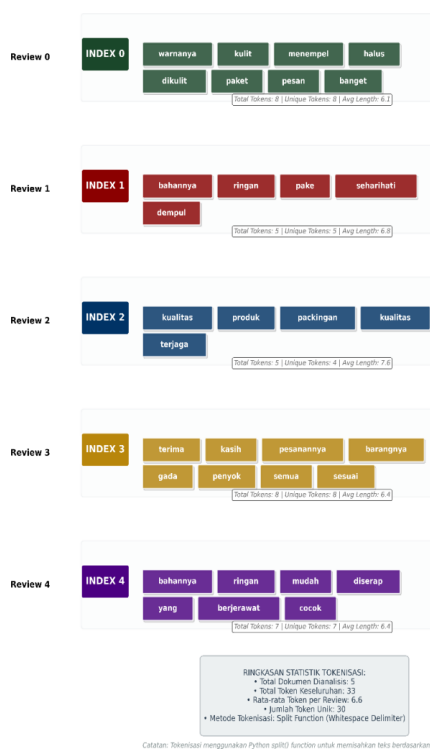 Review 0
INDEX 0
warnanya kulit menempel halus
dikulit paket pesan banget
Total Tokens: 8 | Unique Tokens: 8 | Avg Length: 6.1
Review 1
INDEX 1
bahannya ringan pake seharihati
dempul
Total Tokens: 5 | Unique Tokens: 5 | Avg Length: 6.8
Review 2
INDEX 2
kualitas produk packingan kualitas
terjaga
Total Tokens: 5 | Unique Tokens: 4 | Avg Length: 7.6
Review 3
INDEX 3
terima kasih pesanannya barangnya
gada penyok semua sesuai
Total Tokens: 8 | Unique Tokens: 8 | Avg Length: 6.4
Review 4
INDEX 4
bahannya ringan mudah diserap
yang berjerawat cocok
Total Tokens: 7 | Unique Tokens: 7 | Avg Length: 6.4
RINGKASAN STATISTIK TOKENISASI:
• Total Dokumen Dianalisis: 5
• Total Token Keseluruhan: 33
• Rata-rata Token per Review: 6.6
• Jumlah Token Unik: 30
• Metode Tokenisasi: Split Function (Whitespace Delimiter)
Catatan: Tokenisasi menggunakan Python split() function untuk memisahkan teks berdasarkan